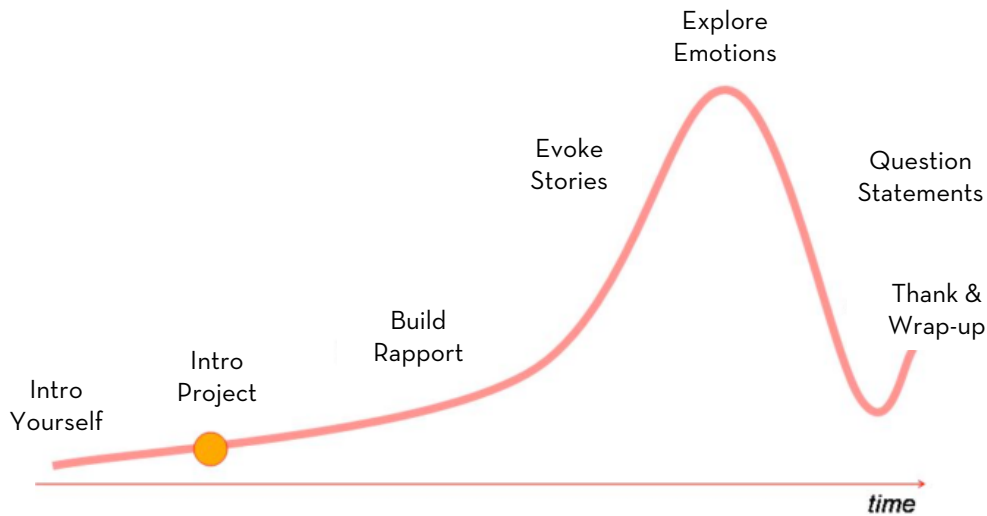 Intro
Yourself
Intro
Project
Build
Rapport
Evoke
Stories
Explore
Emotions
Question
Statements
Thank &
Wrap-up
time